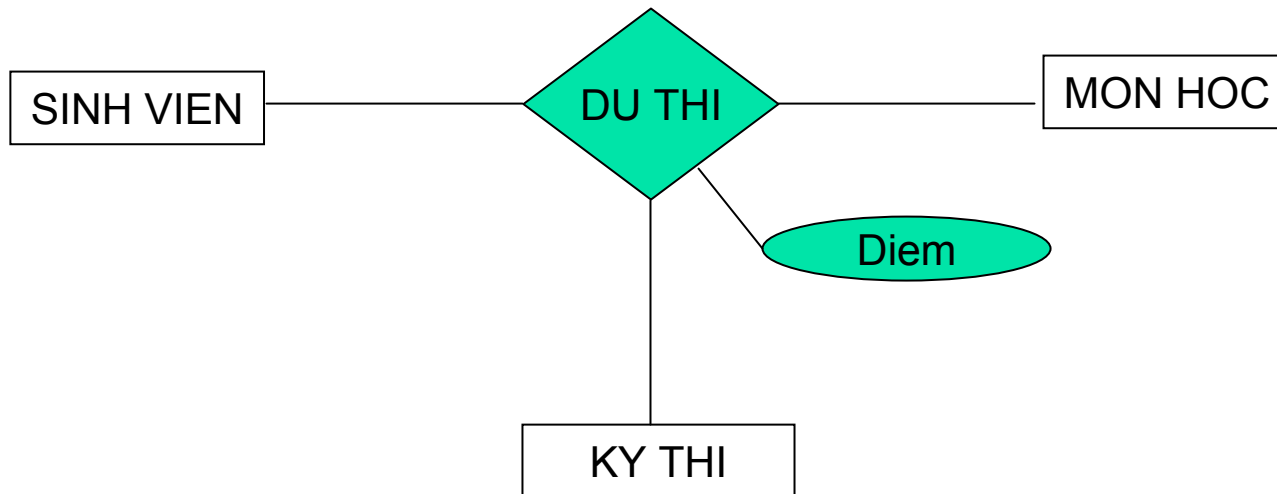 SINH VIEN
DU THI
MON HOC
Diem
KY THI